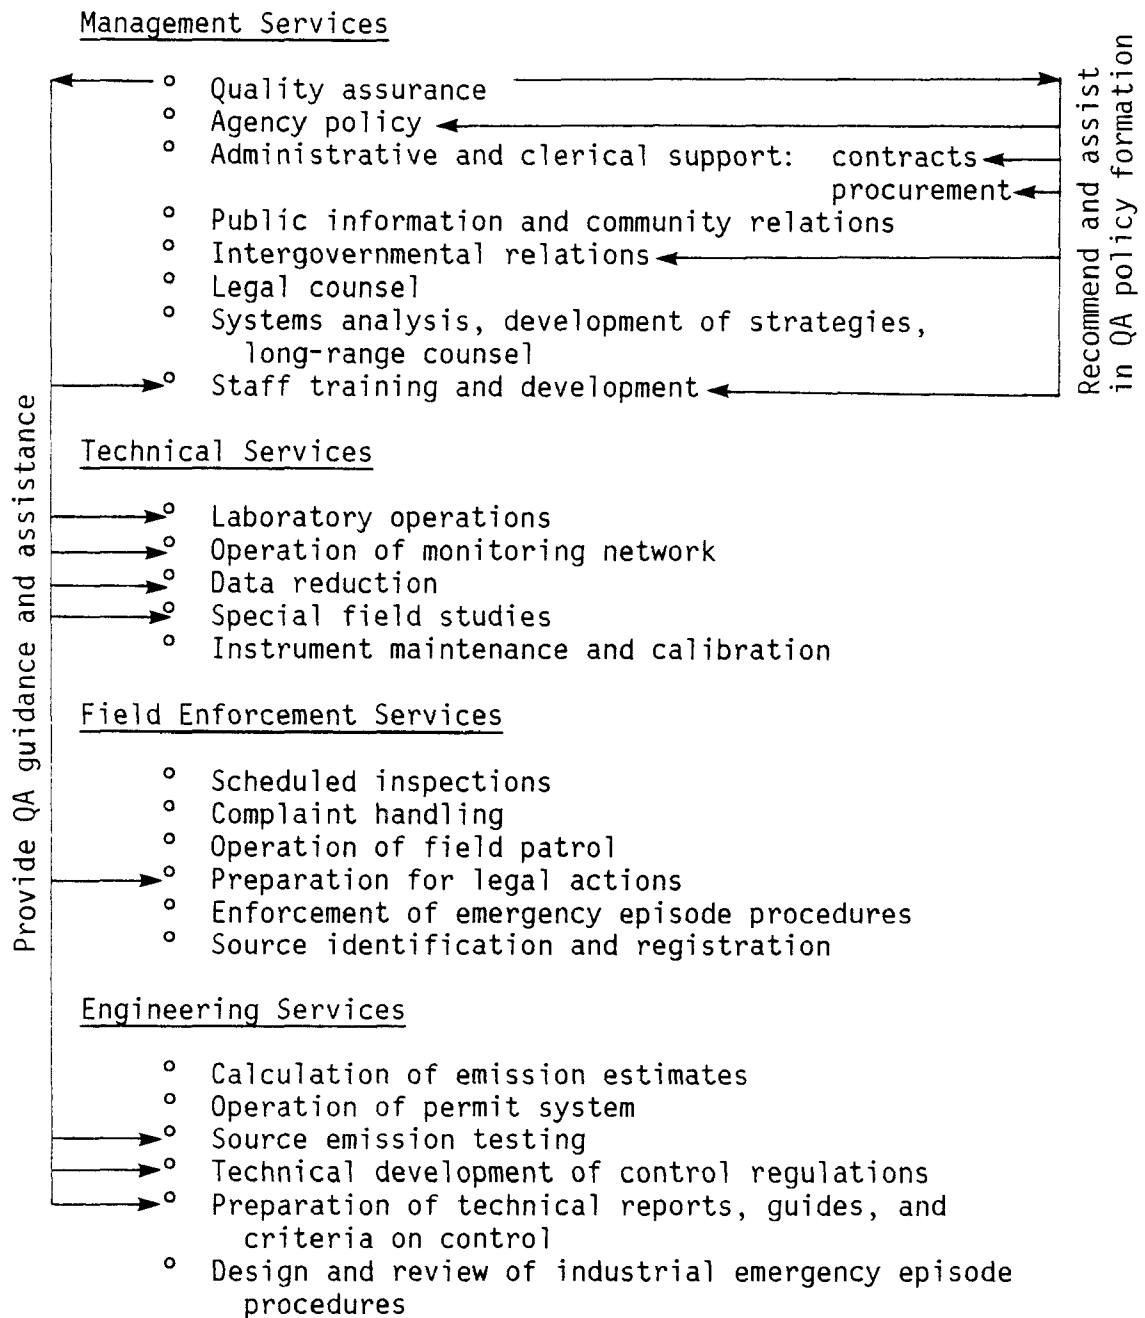 Management Services
° Quality assurance
° Agency policy
° Administrative and clerical support: contracts
procurement
° Public information and community relations
° Intergovernmental relations
° Legal counsel
° Systems analysis, development of strategies,
long-range counsel
° Staff training and development
Recommend and assist
in QA policy formation
Provide QA guidance and assistance
Technical Services
° Laboratory operations
° Operation of monitoring network
° Data reduction
° Special field studies
° Instrument maintenance and calibration
Field Enforcement Services
° Scheduled inspections
° Complaint handling
° Operation of field patrol
° Preparation for legal actions
° Enforcement of emergency episode procedures
° Source identification and registration
Engineering Services
° Calculation of emission estimates
° Operation of permit system
° Source emission testing
° Technical development of control regulations
° Preparation of technical reports, guides, and
criteria on control
° Design and review of industrial emergency episode
procedures